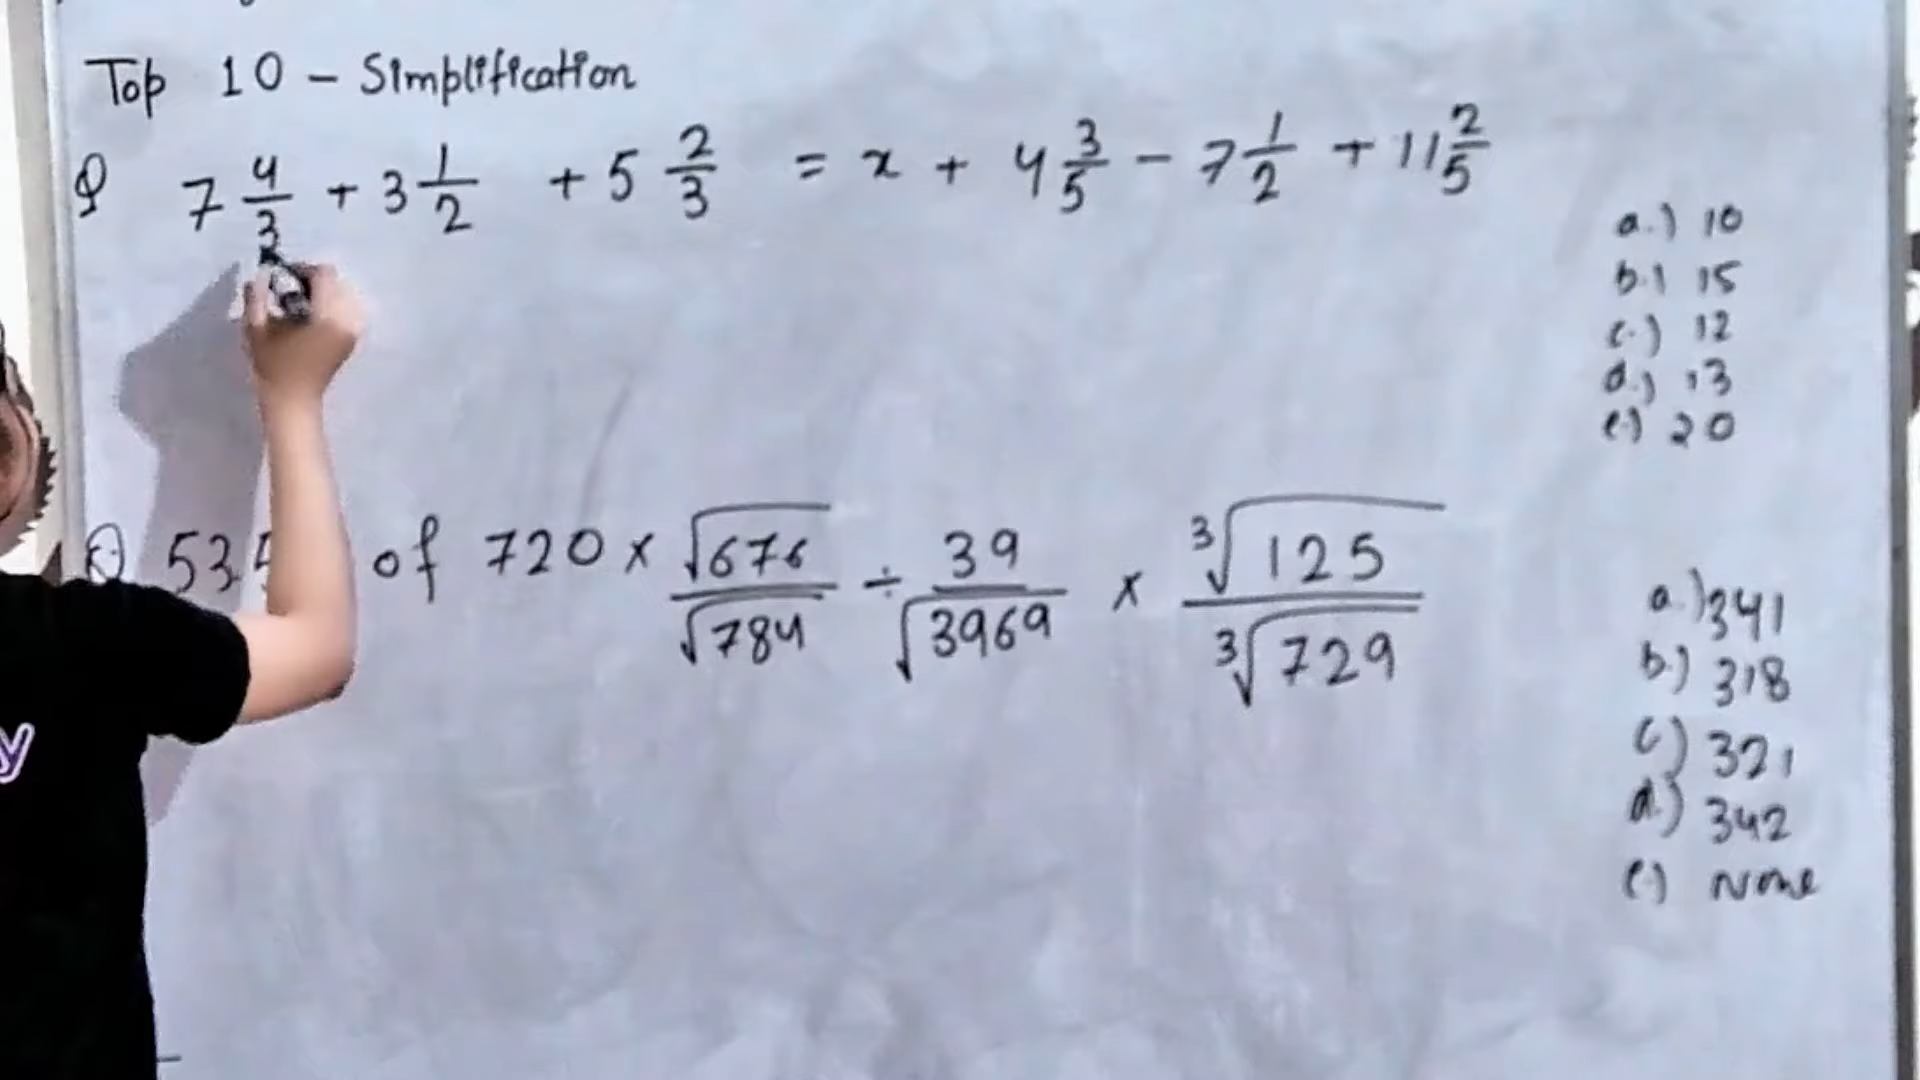 Top 10 - Simplification
Q 7 4/3 + 3 1/2 + 5 2/3 = x + 4 3/5 - 7 1/2 + 11 2/5
a.) 10
b.) 15
c.) 12
d.) 13
e.) 20
Q 53.5 of 720 × √676/√784 ÷ 39/√3969 × ³√125/³√729
a.) 341
b.) 318
c.) 321
d.) 342
e.) None
y